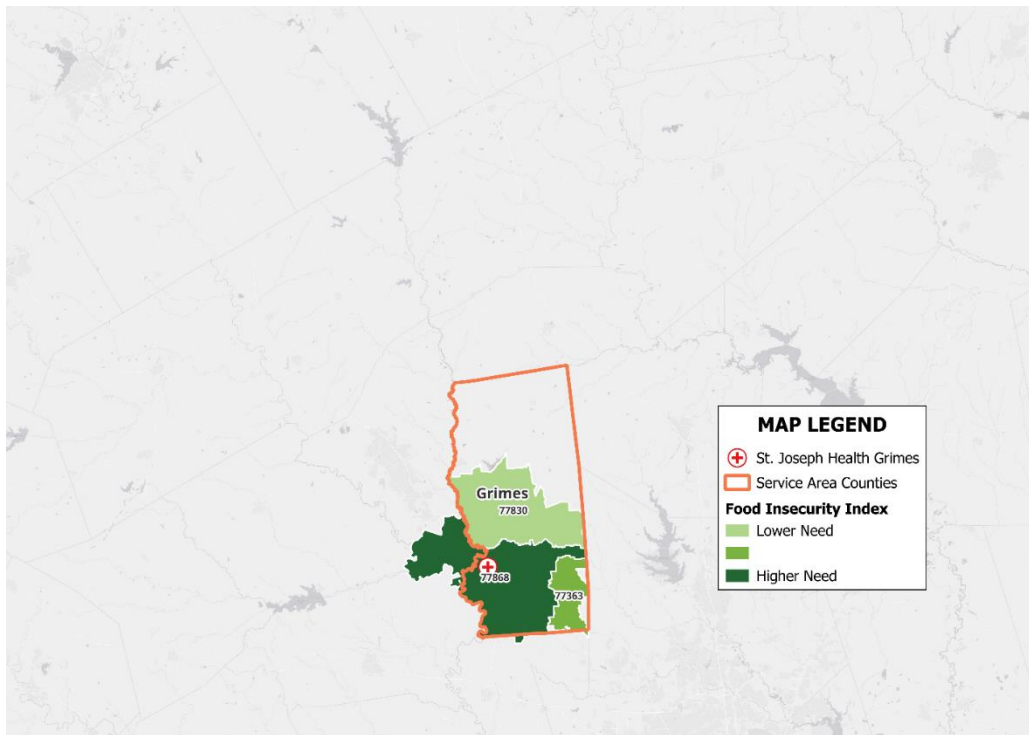 Grimes
77830
77868
77363
MAP LEGEND
St. Joseph Health Grimes
Service Area Counties
Food Insecurity Index
Lower Need
Higher Need